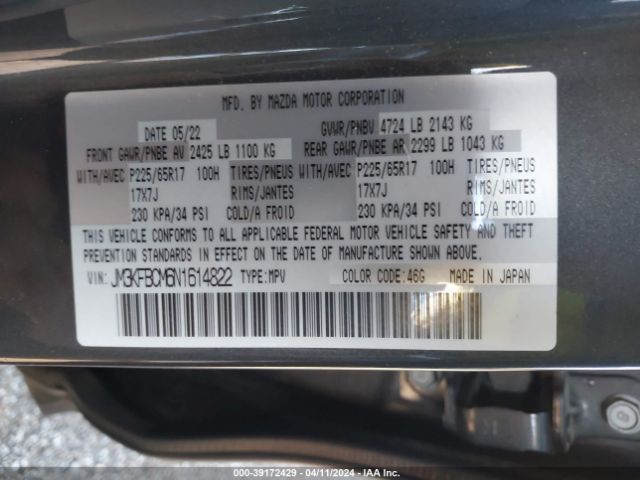 MFD. BY MAZDA MOTOR CORPORATION
DATE 05/22 GVWR/PNBV 4724 LB 2143 KG
FRONT GAWR/PNBE AV 2425 LB 1100 KG REAR GAWR/PNBE AR 2299 LB 1043 KG
WITH/AVEC P225/65R17 100H TIRES/PNEUS WITH/AVEC P225/65R17 100H TIRES/PNEUS
17X7J RIMS/JANTES 17X7J RIMS/JANTES
230 KPA/34 PSI COLD/A FROID 230 KPA/34 PSI COLD/A FROID
THIS VEHICLE CONFORMS TO ALL APPLICABLE FEDERAL MOTOR VEHICLE SAFETY AND THEFT
PREVENTION STANDARDS IN EFFECT ON THE DATE OF MANUFACTURE SHOWN ABOVE.
VIN: JM3KFBCM6N1614822 TYPE:MPV COLOR CODE:46G MADE IN JAPAN
000-39172429 - 04/11/2024 - IAA Inc.